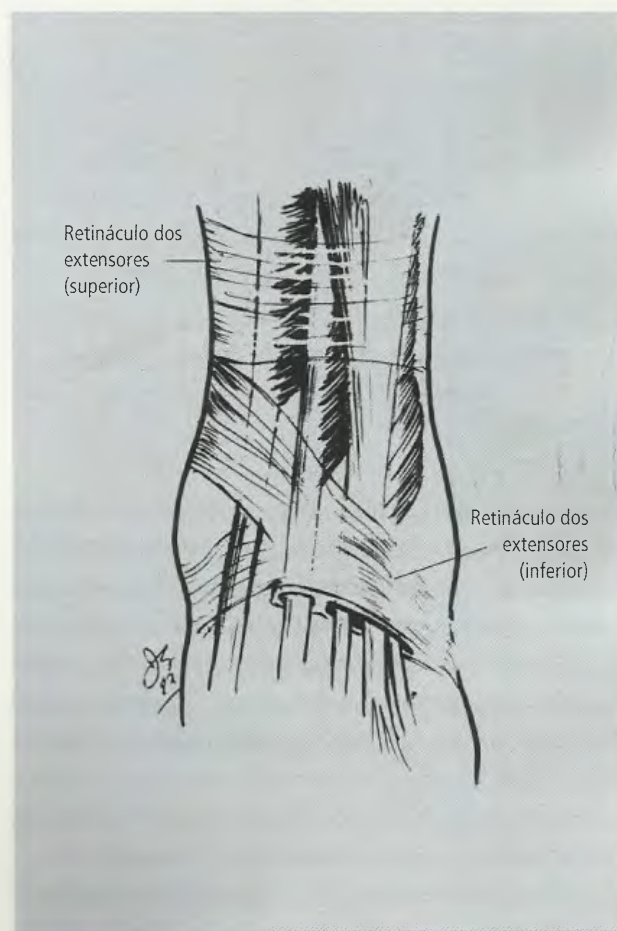 Retináculo dos
extensores
(superior)
Retináculo dos
extensores
(inferior)